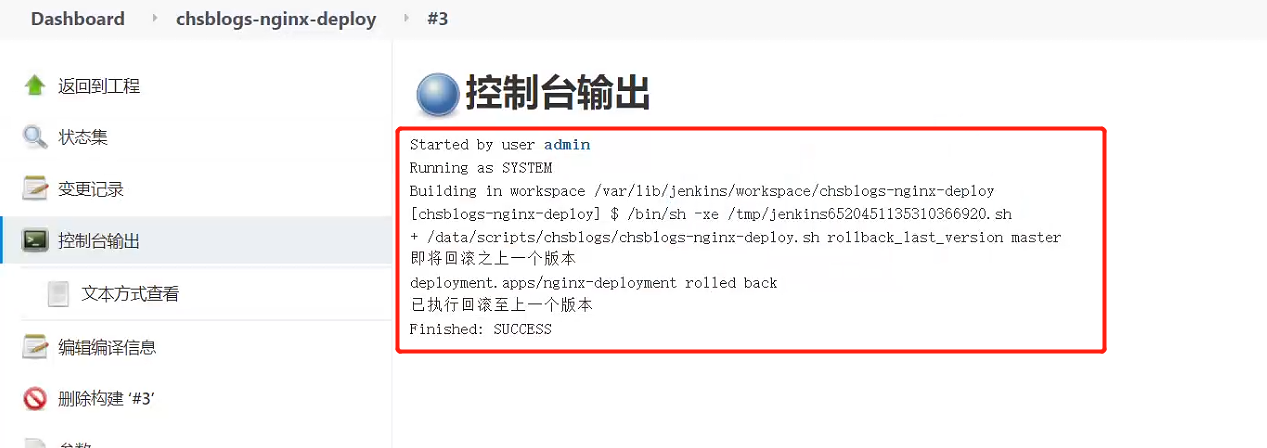 Dashboard chsblogs-nginx-deploy #3
返回到工程
状态集
变更记录
控制台输出
文本方式查看
编辑编译信息
删除构建 ‘#3’
参数
控制台输出
Started by user admin
Running as SYSTEM
Building in workspace /var/lib/jenkins/workspace/chsblogs-nginx-deploy
[chsblogs-nginx-deploy] $ /bin/sh -xe /tmp/jenkins6520451135310366920.sh
+ /data/scripts/chsblogs/chsblogs-nginx-deploy.sh rollback_last_version master
即将回滚之上一个版本
deployment.apps/nginx-deployment rolled back
已执行回滚至上一个版本
Finished: SUCCESS